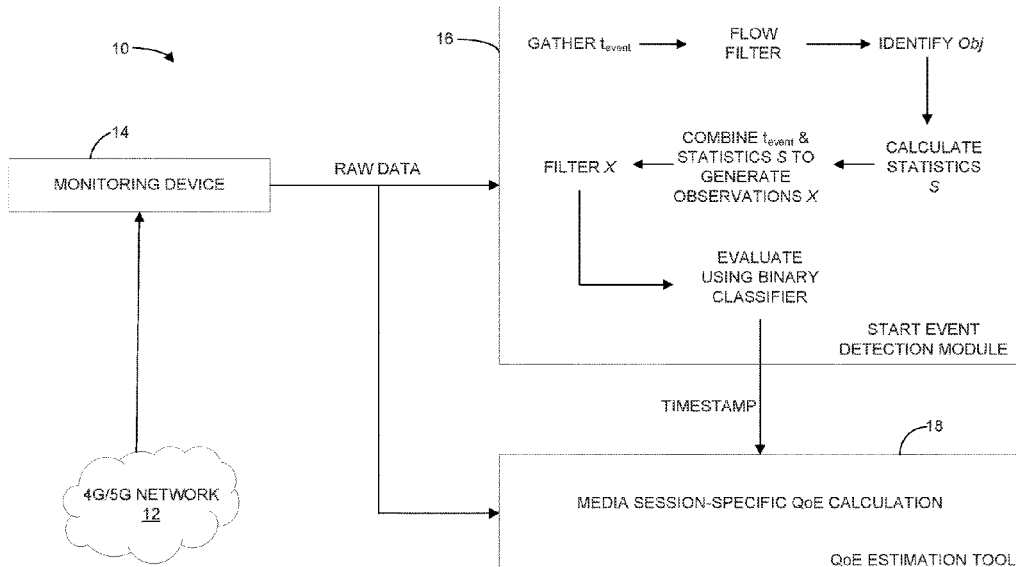 10
16
GATHER t_event
FLOW
FILTER
IDENTIFY Obj
14
MONITORING DEVICE
RAW DATA
FILTER X
COMBINE t_event &
STATISTICS S TO
GENERATE
OBSERVATIONS X
CALCULATE
STATISTICS
S
EVALUATE
USING BINARY
CLASSIFIER
START EVENT
DETECTION MODULE
TIMESTAMP
18
4G/5G NETWORK
12
MEDIA SESSION-SPECIFIC QoE CALCULATION
QoE ESTIMATION TOOL